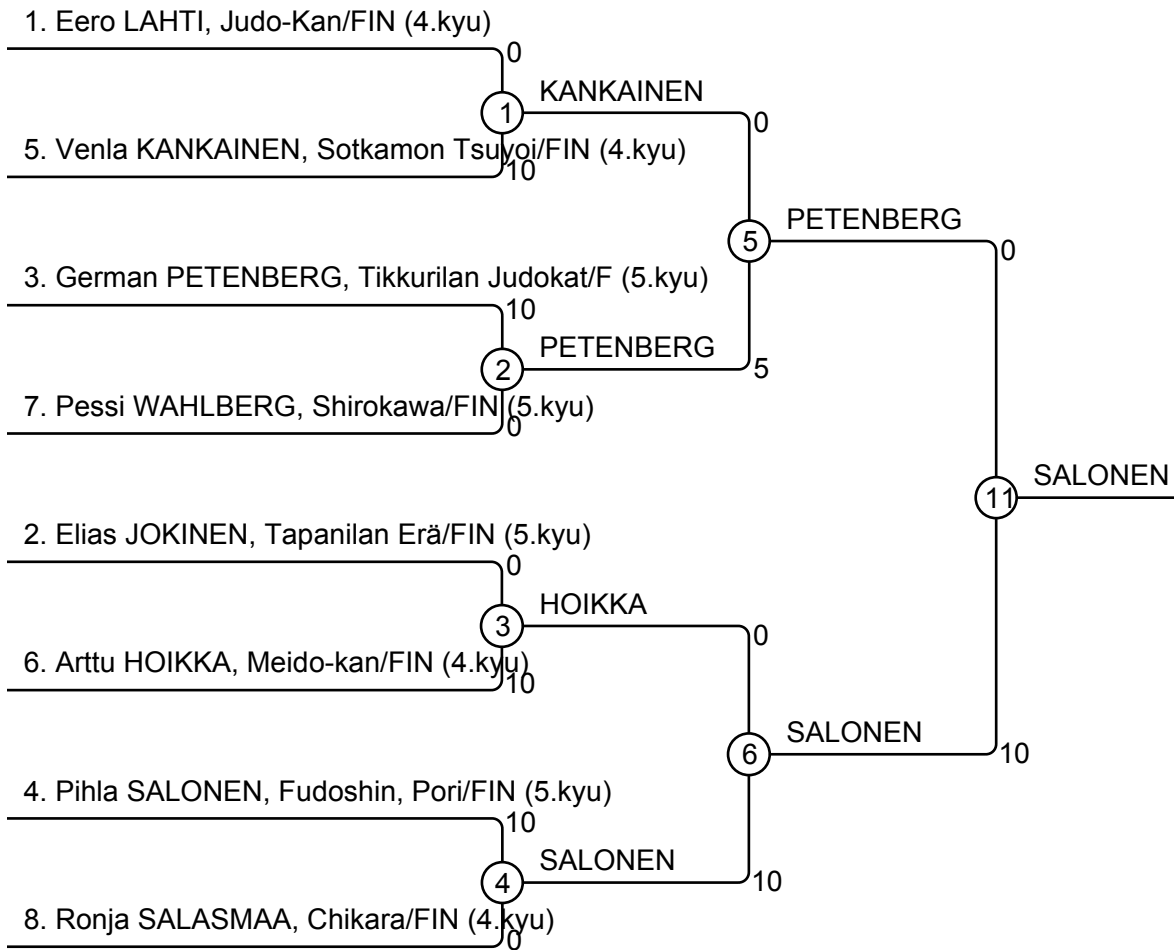 1. Eero LAHTI, Judo-Kan/FIN (4.kyu)
0
1
KANKAINEN
0
5. Venla KANKAINEN, Sotkamon Tsuyoi/FIN (4.kyu)
10
5
PETENBERG
0
3. German PETENBERG, Tikkurilan Judokat/F (5.kyu)
10
2
PETENBERG
5
7. Pessi WAHLBERG, Shirokawa/FIN (5.kyu)
0
11
SALONEN
2. Elias JOKINEN, Tapanilan Erä/FIN (5.kyu)
0
3
HOIKKA
0
6. Arttu HOIKKA, Meido-kan/FIN (4.kyu)
10
6
SALONEN
10
4. Pihla SALONEN, Fudoshin, Pori/FIN (5.kyu)
10
4
SALONEN
10
8. Ronja SALASMAA, Chikara/FIN (4.kyu)
0